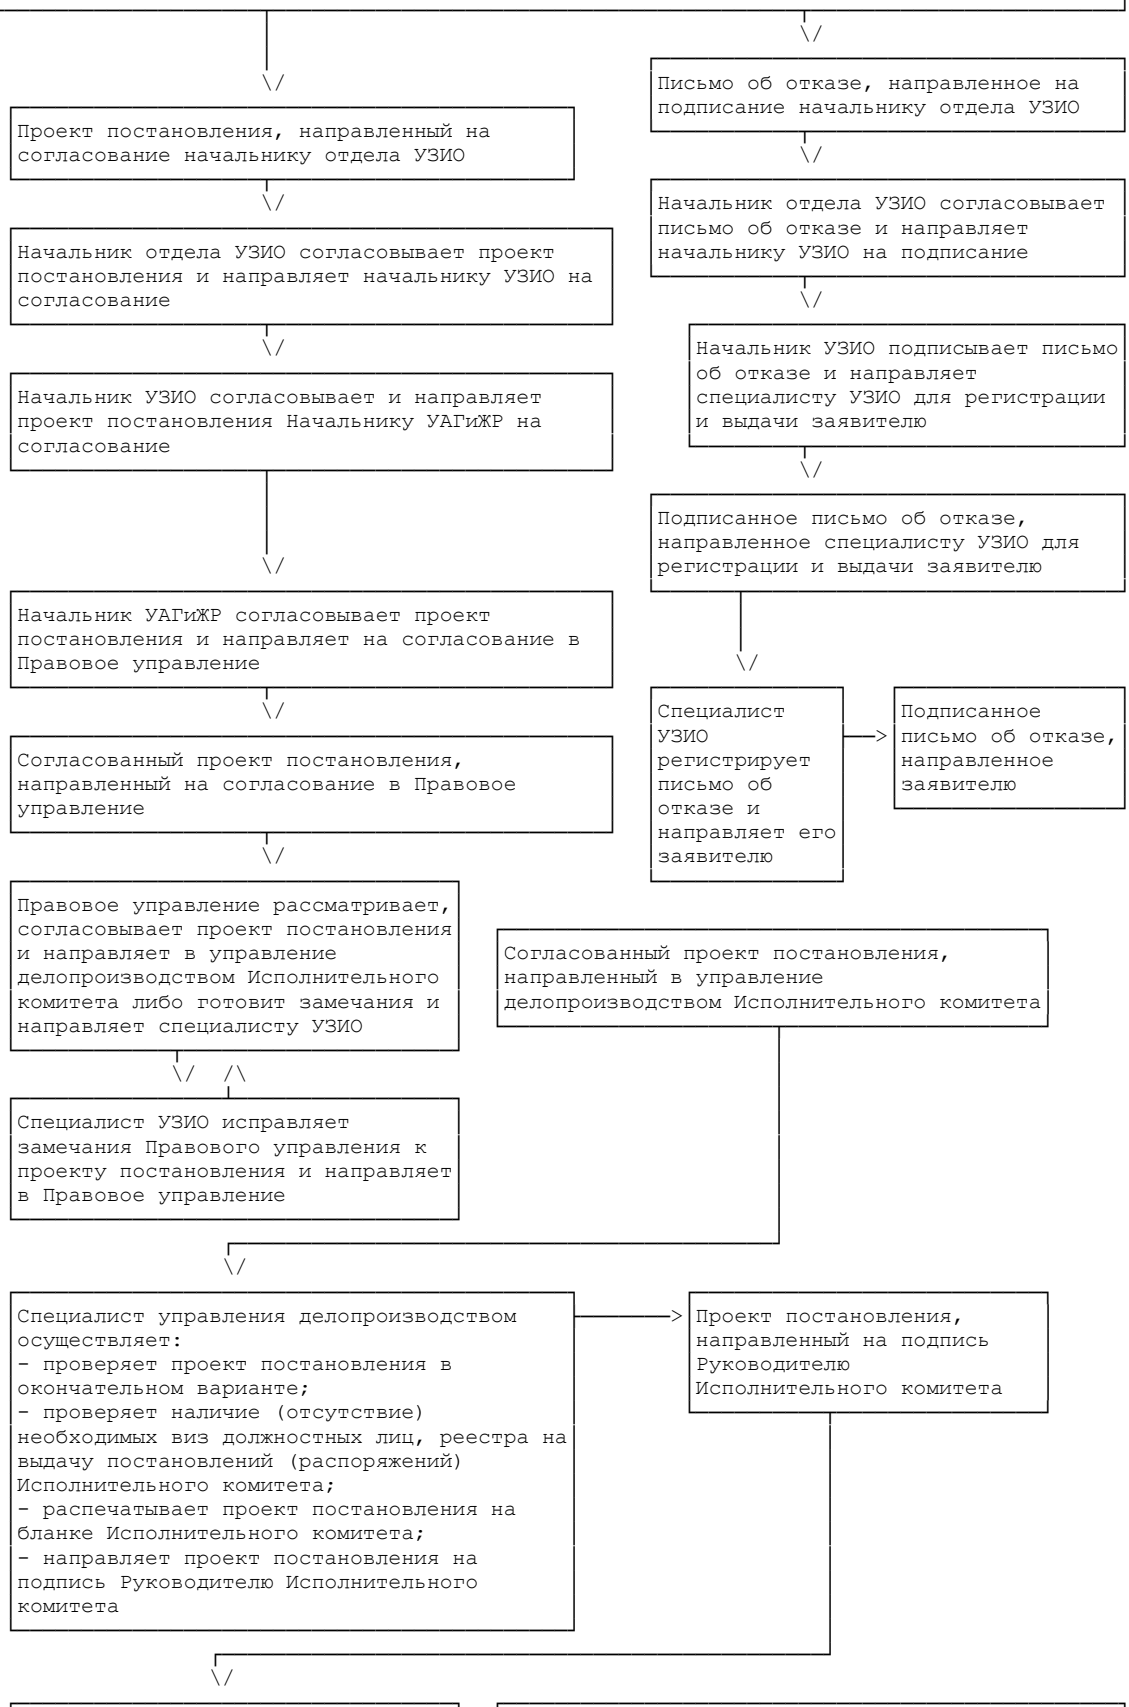 Письмо об отказе, направленное на
подписание начальнику отдела УЗИО
Проект постановления, направленный на
согласование начальнику отдела УЗИО
Начальник отдела УЗИО согласовывает
письмо об отказе и направляет
начальнику УЗИО на подписание
Начальник отдела УЗИО согласовывает проект
постановления и направляет начальнику УЗИО на
согласование
Начальник УЗИО подписывает письмо
об отказе и направляет
специалисту УЗИО для регистрации
и выдачи заявителю
Начальник УЗИО согласовывает и направляет
проект постановления Начальнику УАГиЖР на
согласование
Подписанное письмо об отказе,
направленное специалисту УЗИО для
регистрации и выдачи заявителю
Начальник УАГиЖР согласовывает проект
постановления и направляет на согласование в
Правовое управление
Специалист
УЗИО
регистрирует
письмо об
отказе и
направляет его
заявителю
Подписанное
письмо об отказе,
направленное
заявителю
Согласованный проект постановления,
направленный на согласование в Правовое
управление
Правовое управление рассматривает,
согласовывает проект постановления
и направляет в управление
делопроизводством Исполнительного
комитета либо готовит замечания и
направляет специалисту УЗИО
Согласованный проект постановления,
направленный в управление
делопроизводством Исполнительного комитета
Специалист УЗИО исправляет
замечания Правового управления к
проекту постановления и направляет
в Правовое управление
Специалист управления делопроизводством
осуществляет:
- проверяет проект постановления в
окончательном варианте;
- проверяет наличие (отсутствие)
необходимых виз должностных лиц, реестра на
выдачу постановлений (распоряжений)
Исполнительного комитета;
- распечатывает проект постановления на
бланке Исполнительного комитета;
- направляет проект постановления на
подпись Руководителю Исполнительного
комитета
Проект постановления,
направленный на подпись
Руководителю
Исполнительного комитета